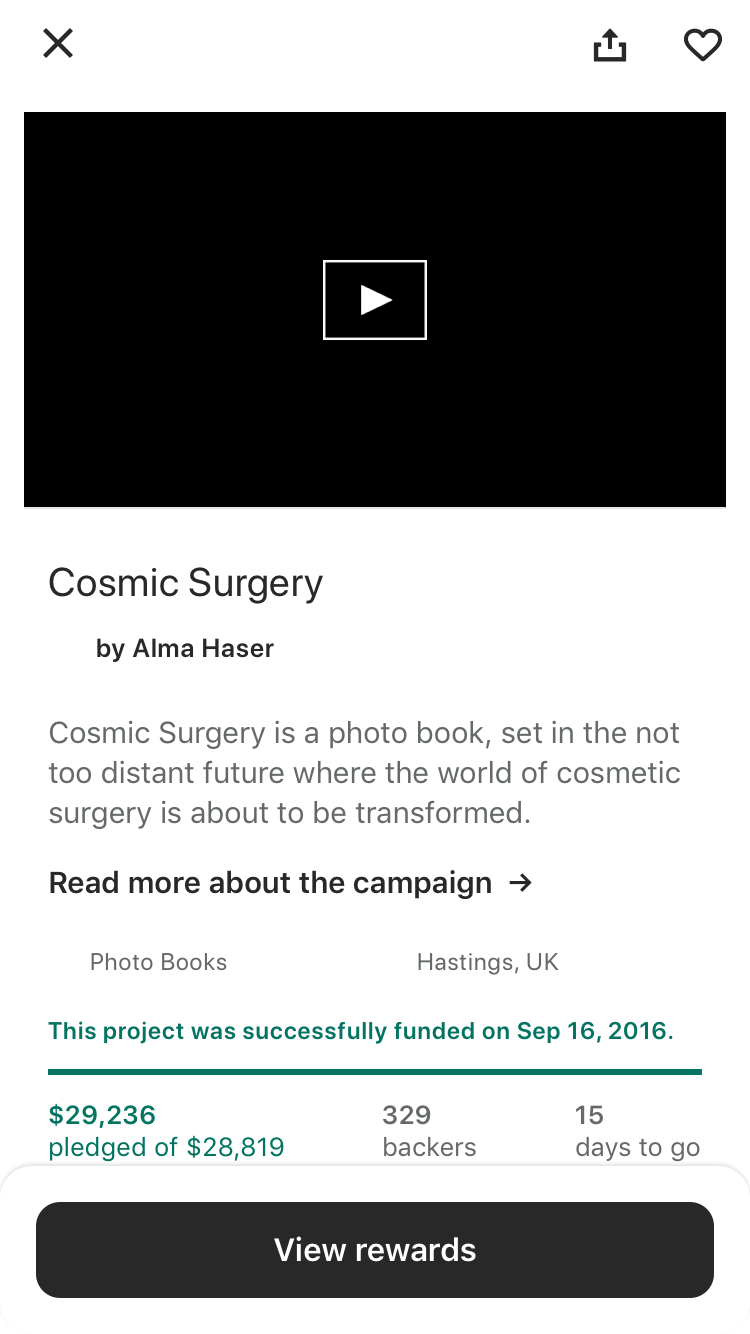 Cosmic Surgery
by Alma Haser
Cosmic Surgery is a photo book, set in the not
too distant future where the world of cosmetic
surgery is about to be transformed.
Read more about the campaign →
Photo Books
Hastings, UK
This project was successfully funded on Sep 16, 2016.
$29,236
pledged of $28,819
329
backers
15
days to go
View rewards